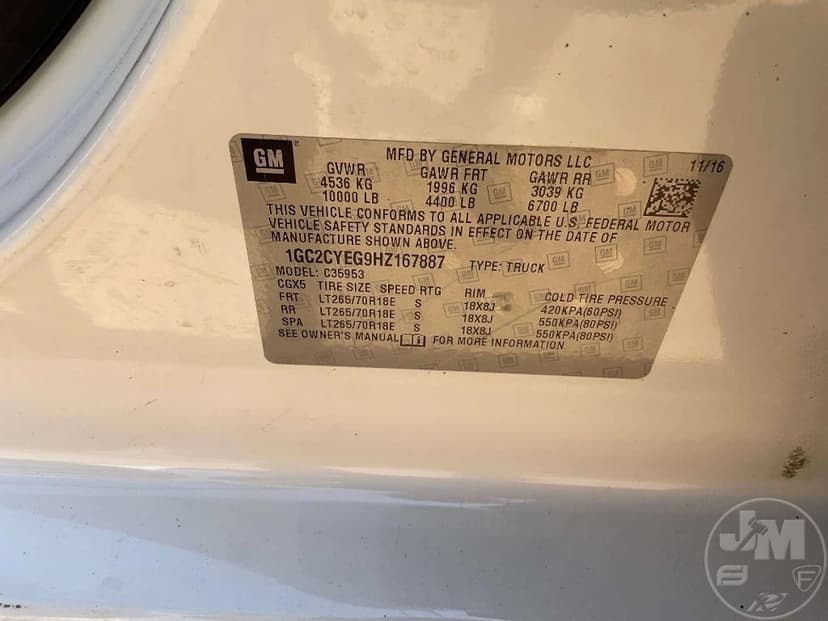 GM
MFD BY GENERAL MOTORS LLC
11/16
GVWR GAWR FRT GAWR RR
4536 KG 1996 KG 3039 KG
10000 LB 4400 LB 6700 LB
THIS VEHICLE CONFORMS TO ALL APPLICABLE U.S. FEDERAL MOTOR
VEHICLE SAFETY STANDARDS IN EFFECT ON THE DATE OF
MANUFACTURE SHOWN ABOVE.
1GC2CYEG9HZ167887 TYPE: TRUCK
MODEL: C35953
CGX5 TIRE SIZE SPEED RTG RIM COLD TIRE PRESSURE
FRT LT265/70R18E S 18X8J 420KPA(60PSI)
RR LT265/70R18E S 18X8J 550KPA(80PSI)
SPA LT265/70R18E S 18X8J 550KPA(80PSI)
SEE OWNER'S MANUAL FOR MORE INFORMATION
JM